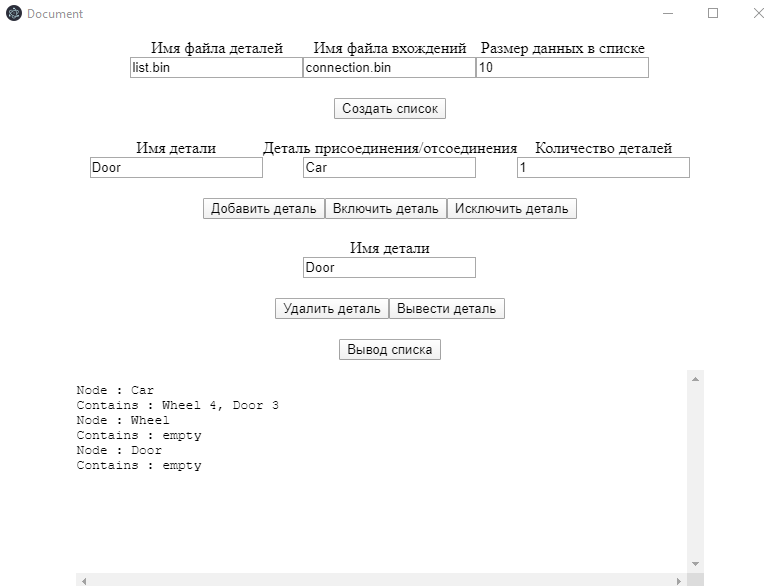 Document
Имя файла деталей Имя файла вхождений Размер данных в списке
list.bin connection.bin 10
Создать список
Имя детали Деталь присоединения/отсоединения Количество деталей
Door Car 1
Добавить деталь Включить деталь Исключить деталь
Имя детали
Door
Удалить деталь Вывести деталь
Вывод списка
Node : Car
Contains : Wheel 4, Door 3
Node : Wheel
Contains : empty
Node : Door
Contains : empty